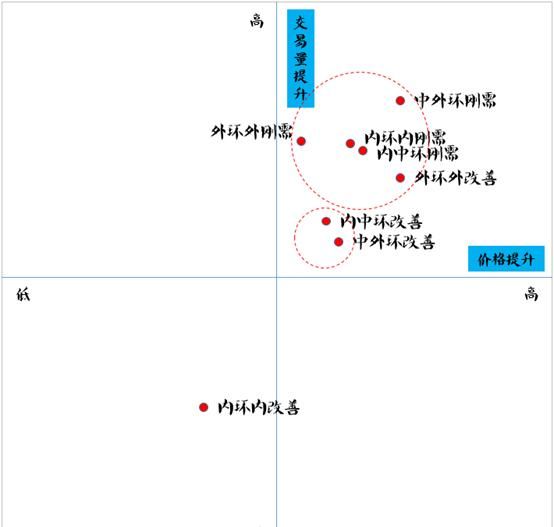 高
交易量提升
中外环刚需
外环外刚需
内环内刚需
内中环刚需
外环外改善
内中环改善
中外环改善
价格提升
低
高
内环内改善